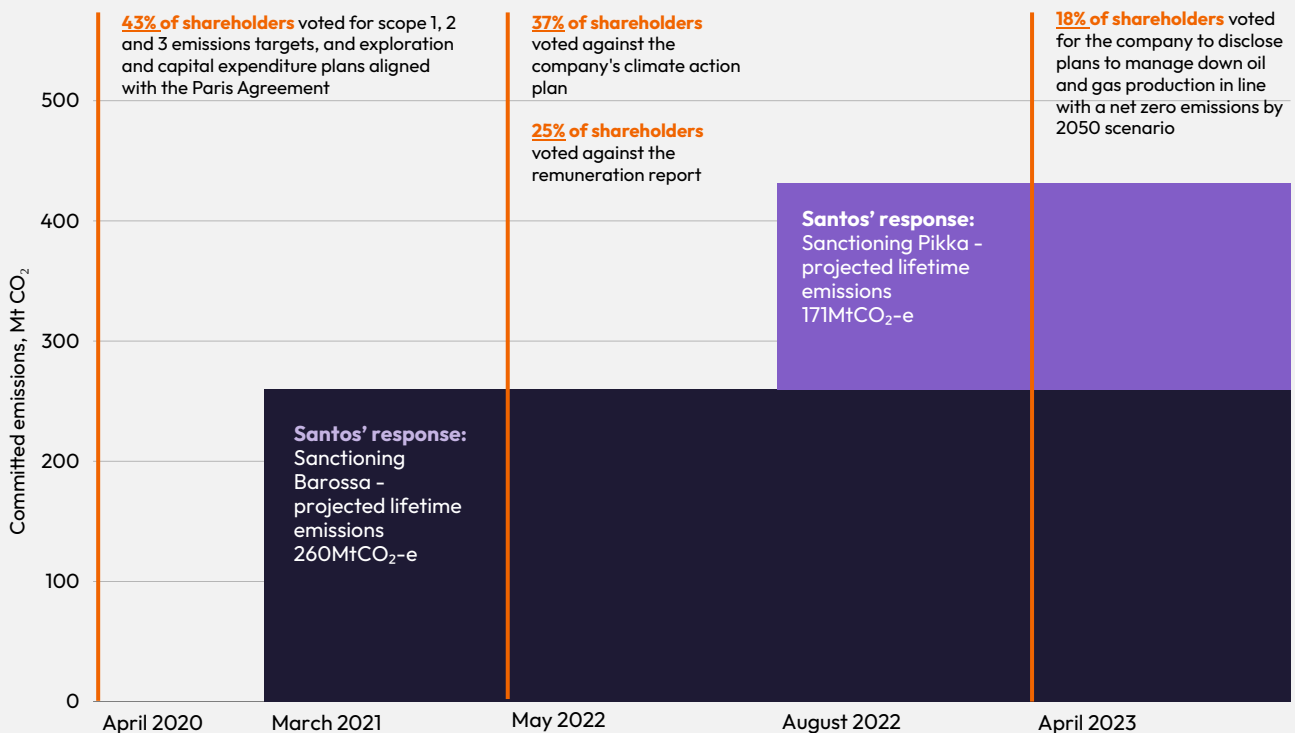 43% of shareholders voted for scope 1, 2
and 3 emissions targets, and exploration
and capital expenditure plans aligned
with the Paris Agreement
37% of shareholders
voted against the
company's climate action
plan
25% of shareholders
voted against the
remuneration report
18% of shareholders voted
for the company to disclose
plans to manage down oil
and gas production in line
with a net zero emissions by
2050 scenario
Committed emissions, Mt CO₂
500
400
300
200
100
0
Santos’ response:
Sanctioning Pikka -
projected lifetime
emissions
171MtCO₂-e
Santos’ response:
Sanctioning
Barossa -
projected lifetime
emissions
260MtCO₂-e
April 2020
March 2021
May 2022
August 2022
April 2023